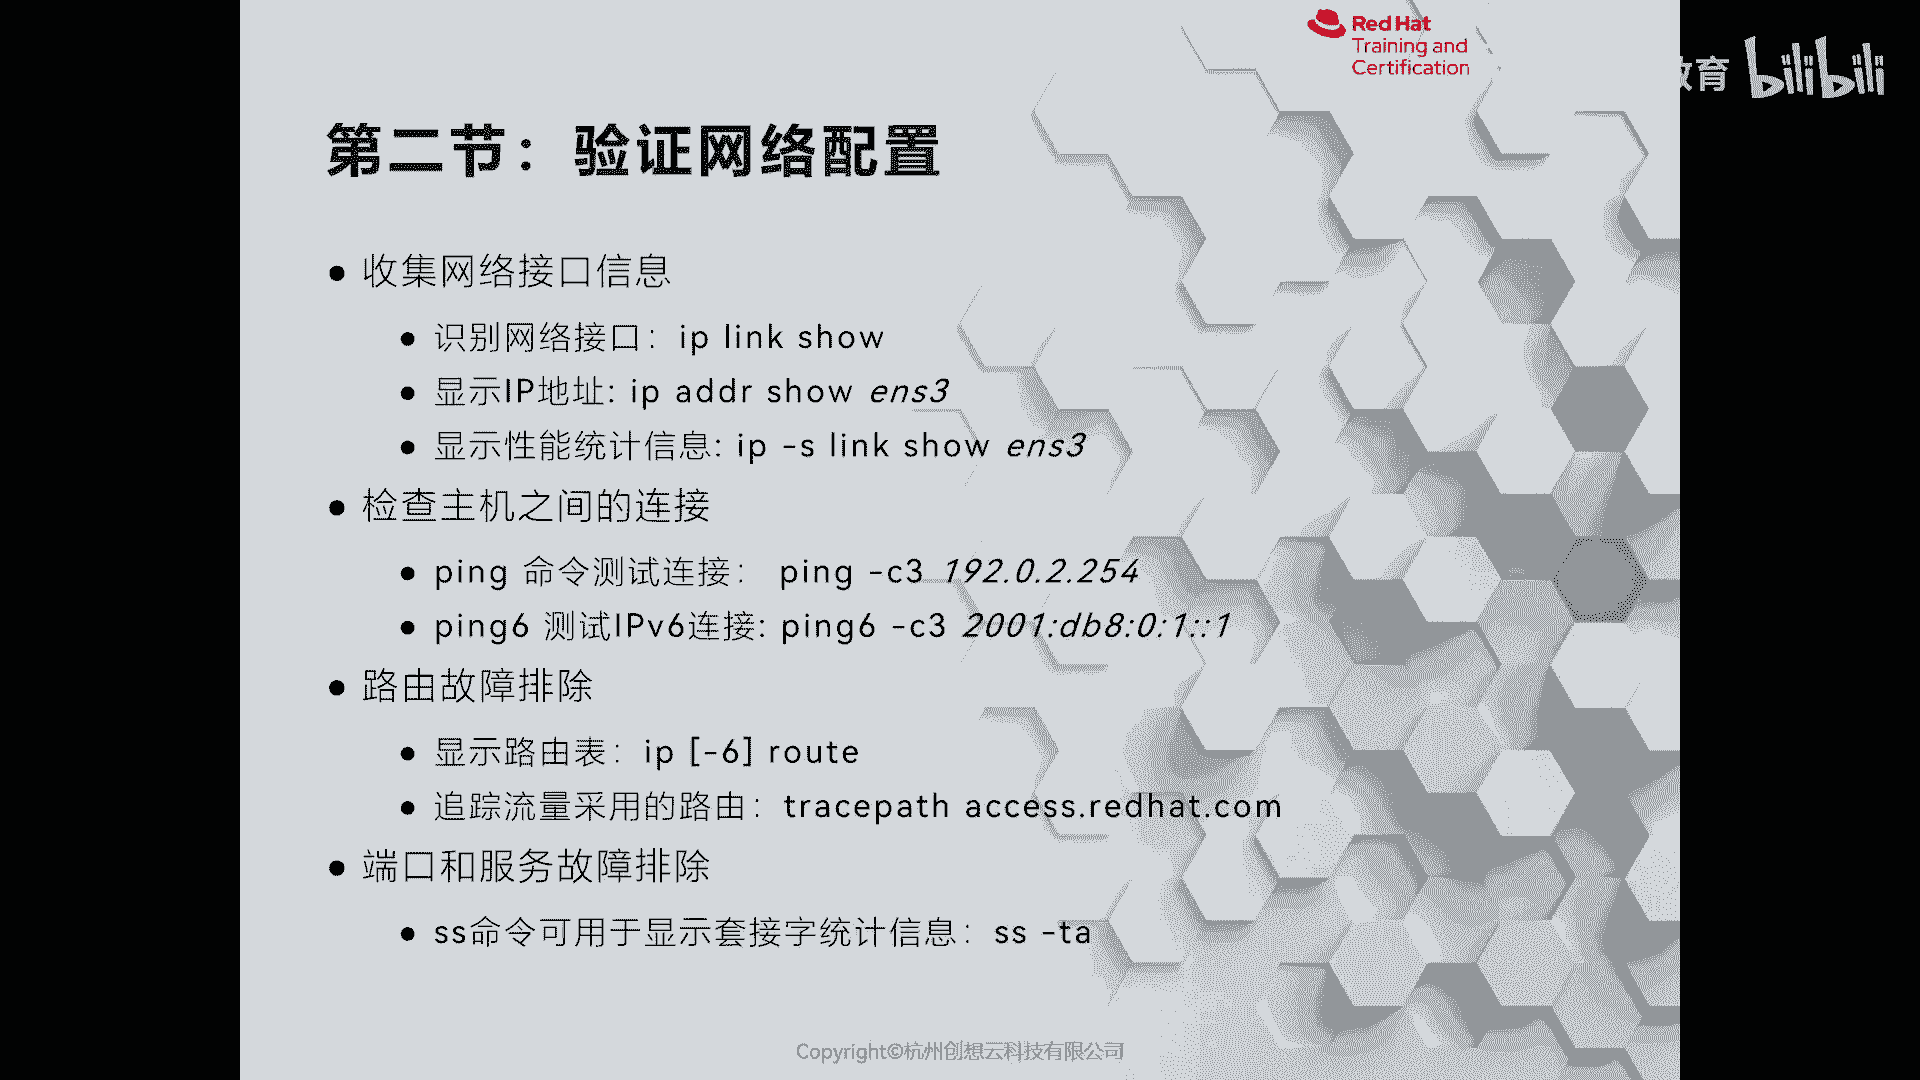 Red Hat
Training and
Certification
育 bilibili
第二节：验证网络配置
● 收集网络接口信息
● 识别网络接口：ip link show
● 显示IP地址: ip addr show ens3
● 显示性能统计信息: ip -s link show ens3
● 检查主机之间的连接
● ping 命令测试连接： ping -c3 192.0.2.254
● ping6 测试IPv6连接: ping6 -c3 2001:db8:0:1::1
● 路由故障排除
● 显示路由表：ip [-6] route
● 追踪流量采用的路由：tracepath access.redhat.com
● 端口和服务故障排除
● ss命令可用于显示套接字统计信息：ss -ta
Copyright©杭州创想云科技有限公司